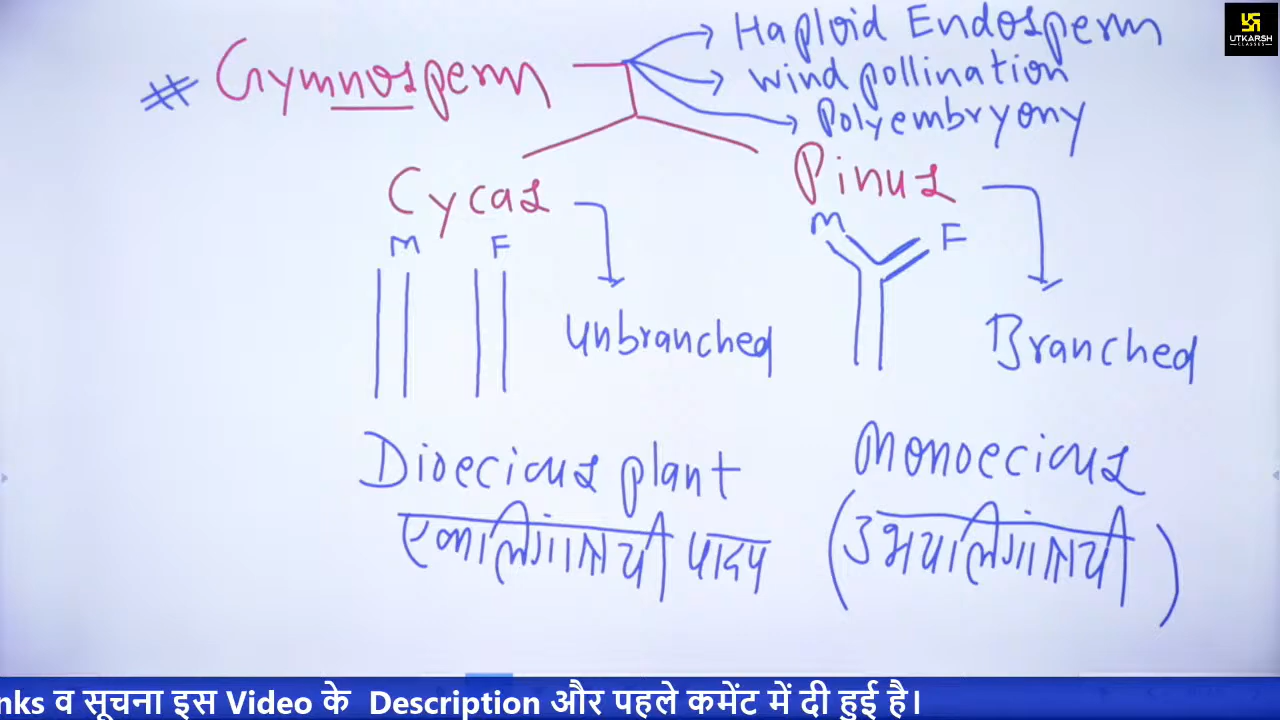 Haploid Endosperm
# Gymnosperm
wind pollination
Polyembryony
Cycas
Pinus
M F
M F
Unbranched
Branched
Dioecious plant
Monoecious
एकलिंगाश्रयी पादप
(उभयलिंगाश्रयी)
UTKARSH
CLASSES
nks व सूचना इस Video के Description और पहले कमेंट में दी हुई है।